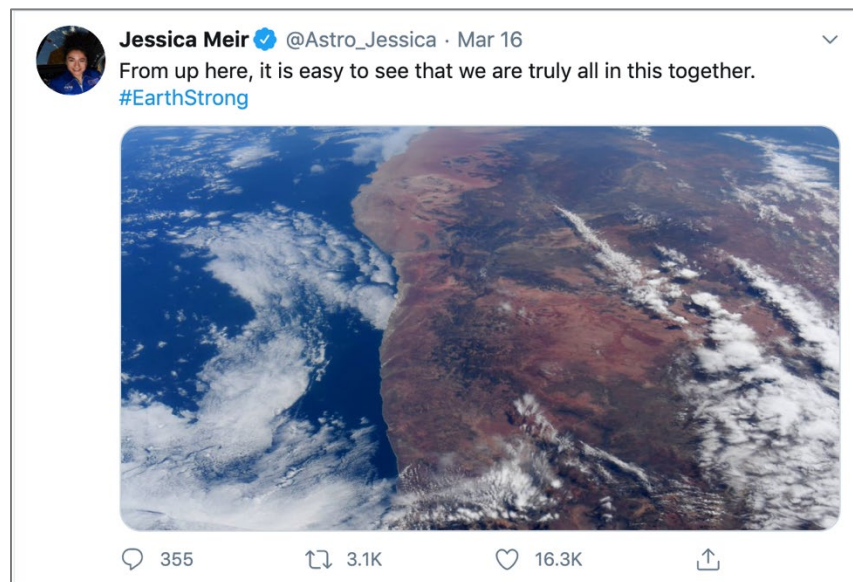 Jessica Meir @Astro_Jessica · Mar 16
From up here, it is easy to see that we are truly all in this together.
#EarthStrong
355 3.1K 16.3K